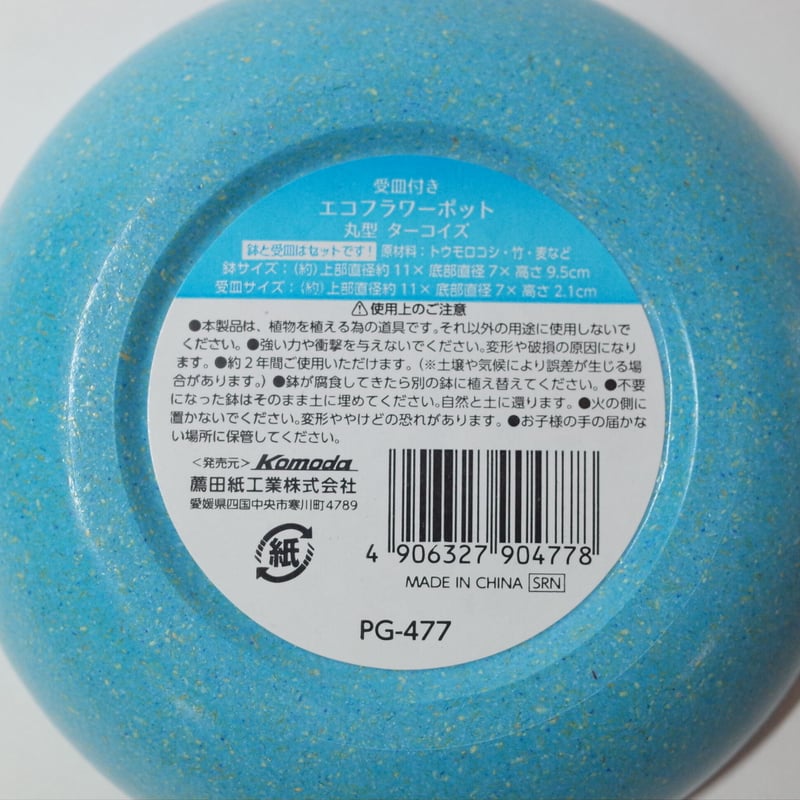 受皿付き
エコフラワーポット
丸型 ターコイズ
鉢と受皿はセットです! 原材料：トウモロコシ・竹・麦など
鉢サイズ：（約）上部直径約 11× 底部直径 7× 高さ 9.5cm
受皿サイズ：（約）上部直径約 11× 底部直径 7× 高さ 2.1cm
⚠使用上のご注意
●本製品は、植物を植える為の道具です。それ以外の用途に使用しないで
ください。●強い力や衝撃を与えないでください。変形や破損の原因になり
ます。●約２年間ご使用いただけます。（※土壌や気候により誤差が生じる場
合があります。）●鉢が腐食してきたら別の鉢に植え替えてください。●不要
になった鉢はそのまま土に埋めてください。自然と土に還ります。●火の側に
置かないでください。変形ややけどの恐れがあります。●お子様の手の届かな
い場所に保管してください。
＜発売元＞Komoda
薦田紙工業株式会社
愛媛県四国中央市寒川町4789
紙
4 906327 904778
MADE IN CHINA SRN
PG-477